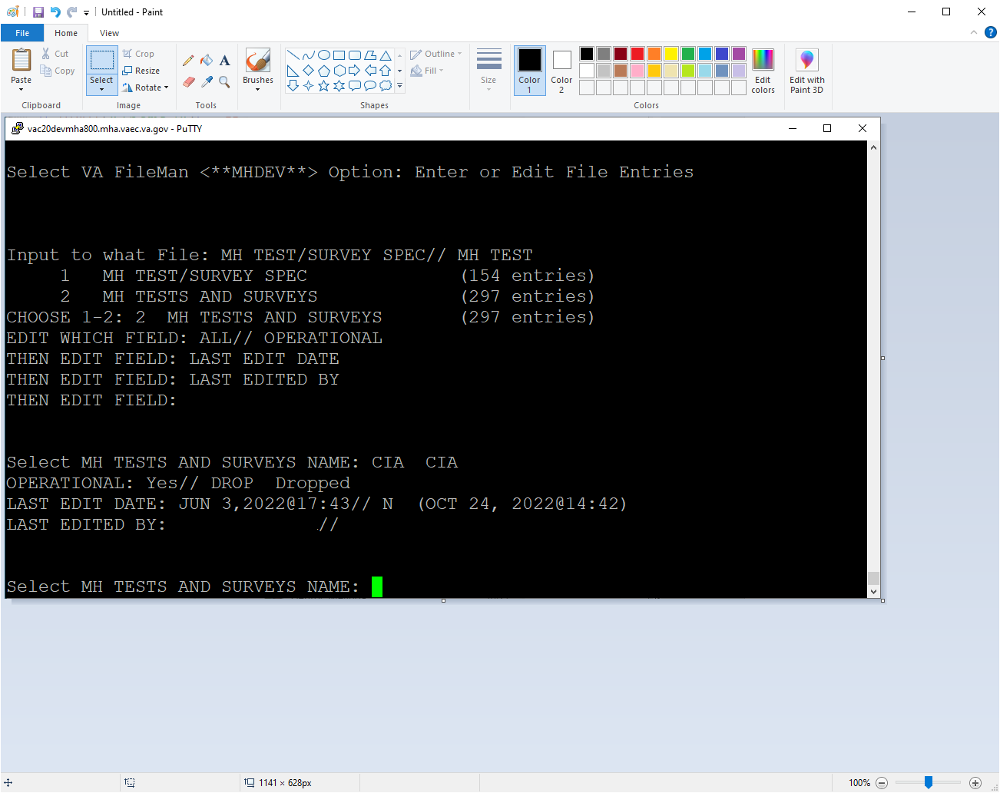 Untitled - Paint
File Home View
Paste
Cut
Copy
Clipboard
Select
Crop
Resize
Rotate
Image
A
Tools
Brushes
Shapes
Outline
Fill
Size
Color 1
Color 2
Colors
Edit colors
Edit with Paint 3D
vac20devmha800.mha.vaec.va.gov - PuTTY
Select VA FileMan <**MHDEV**> Option: Enter or Edit File Entries
Input to what File: MH TEST/SURVEY SPEC// MH TEST
1 MH TEST/SURVEY SPEC (154 entries)
2 MH TESTS AND SURVEYS (297 entries)
CHOOSE 1-2: 2 MH TESTS AND SURVEYS (297 entries)
EDIT WHICH FIELD: ALL// OPERATIONAL
THEN EDIT FIELD: LAST EDIT DATE
THEN EDIT FIELD: LAST EDITED BY
THEN EDIT FIELD:
Select MH TESTS AND SURVEYS NAME: CIA CIA
OPERATIONAL: Yes// DROP Dropped
LAST EDIT DATE: JUN 3,2022@17:43// N (OCT 24, 2022@14:42)
LAST EDITED BY: //
Select MH TESTS AND SURVEYS NAME:
1141 × 628px
100%